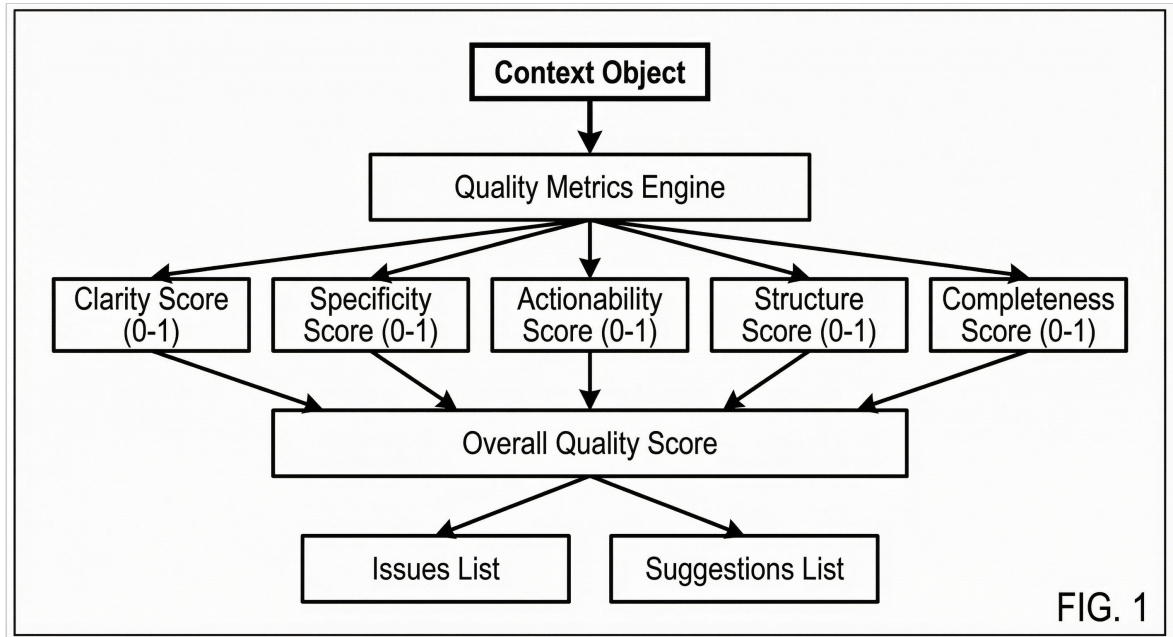 Context Object
Quality Metrics Engine
Clarity Score
(0-1)
Specificity
Score (0-1)
Actionability
Score (0-1)
Structure
Score (0-1)
Completeness
Score (0-1)
Overall Quality Score
Issues List
Suggestions List
FIG. 1